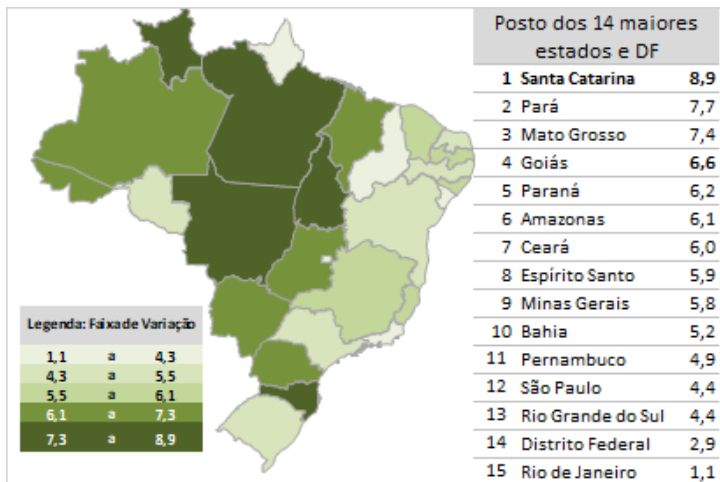 Posto dos 14 maiores
estados e DF
1 Santa Catarina 8,9
2 Pará 7,7
3 Mato Grosso 7,4
4 Goiás 6,6
5 Paraná 6,2
6 Amazonas 6,1
7 Ceará 6,0
8 Espírito Santo 5,9
9 Minas Gerais 5,8
10 Bahia 5,2
11 Pernambuco 4,9
12 São Paulo 4,4
13 Rio Grande do Sul 4,4
14 Distrito Federal 2,9
15 Rio de Janeiro 1,1
Legenda: Faixa de Variação
1,1 a 4,3
4,3 a 5,5
5,5 a 6,1
6,1 a 7,3
7,3 a 8,9